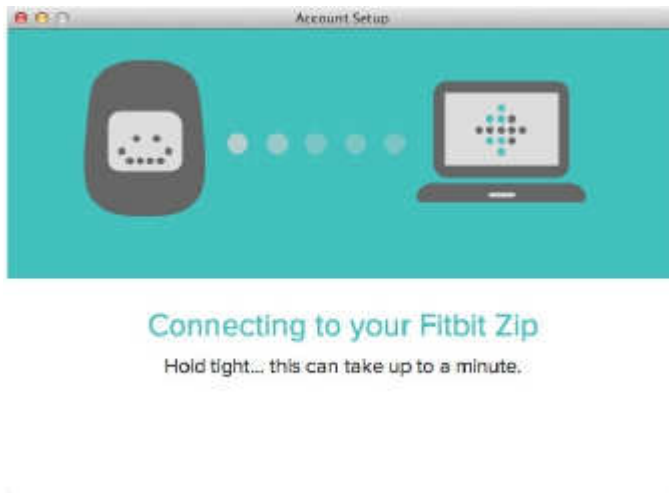 Account Setup
Connecting to your Fitbit Zip
Hold tight... this can take up to a minute.